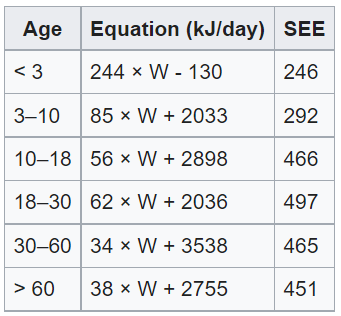 Age Equation (kJ/day) SEE
< 3 244 × W - 130 246
3–10 85 × W + 2033 292
10–18 56 × W + 2898 466
18–30 62 × W + 2036 497
30–60 34 × W + 3538 465
> 60 38 × W + 2755 451